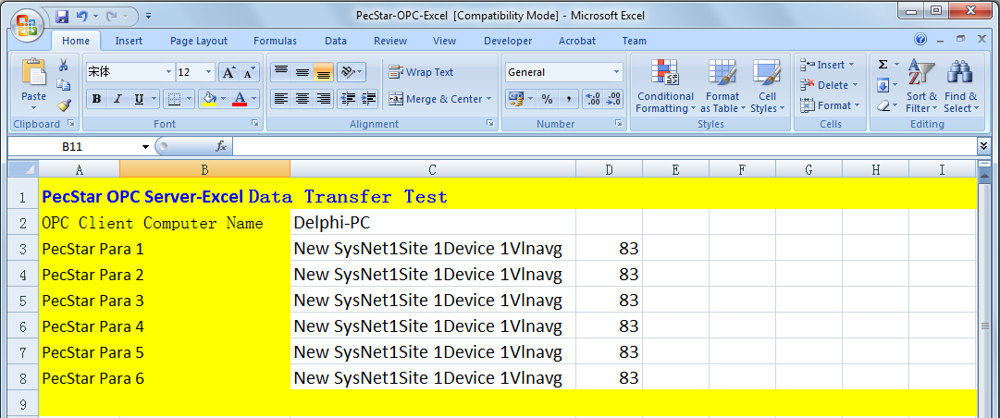 PecStar-OPC-Excel [Compatibility Mode] - Microsoft Excel
Home Insert Page Layout Formulas Data Review View Developer Acrobat Team
宋体 12 A A Wrap Text General Insert Σ
Paste B I U A Merge & Center % , .0 .00 .00 .0 Conditional Formatting Format as Table Cell Styles Delete Format Sort & Filter Find & Select
Clipboard Font Alignment Number Styles Cells Editing
B11 fx
A B C D E F G H I
1 PecStar OPC Server-Excel Data Transfer Test
2 OPC Client Computer Name Delphi-PC
3 PecStar Para 1 New SysNet1Site 1Device 1Vlnavg 83
4 PecStar Para 2 New SysNet1Site 1Device 1Vlnavg 83
5 PecStar Para 3 New SysNet1Site 1Device 1Vlnavg 83
6 PecStar Para 4 New SysNet1Site 1Device 1Vlnavg 83
7 PecStar Para 5 New SysNet1Site 1Device 1Vlnavg 83
8 PecStar Para 6 New SysNet1Site 1Device 1Vlnavg 83
9